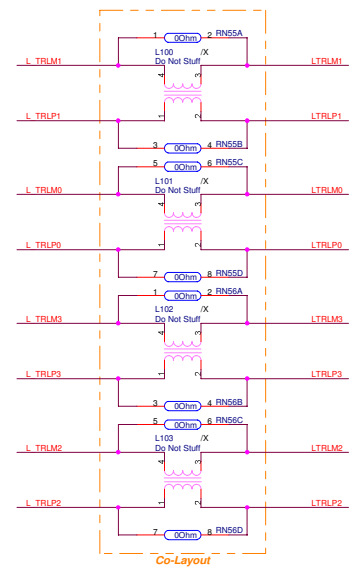 1 0Ohm 2 RN55A
L100 /X
Do Not Stuff
L_TRLM1 4 3 LTRLM1
L_TRLP1 1 2 LTRLP1
3 0Ohm 4 RN55B
5 0Ohm 6 RN55C
L101 /X
Do Not Stuff
L_TRLM0 4 3 LTRLM0
L_TRLP0 1 2 LTRLP0
7 0Ohm 8 RN55D
1 0Ohm 2 RN56A
L102 /X
Do Not Stuff
L_TRLM3 4 3 LTRLM3
L_TRLP3 1 2 LTRLP3
3 0Ohm 4 RN56B
5 0Ohm 6 RN56C
L103 /X
Do Not Stuff
L_TRLM2 4 3 LTRLM2
L_TRLP2 1 2 LTRLP2
7 0Ohm 8 RN56D
Co-Layout